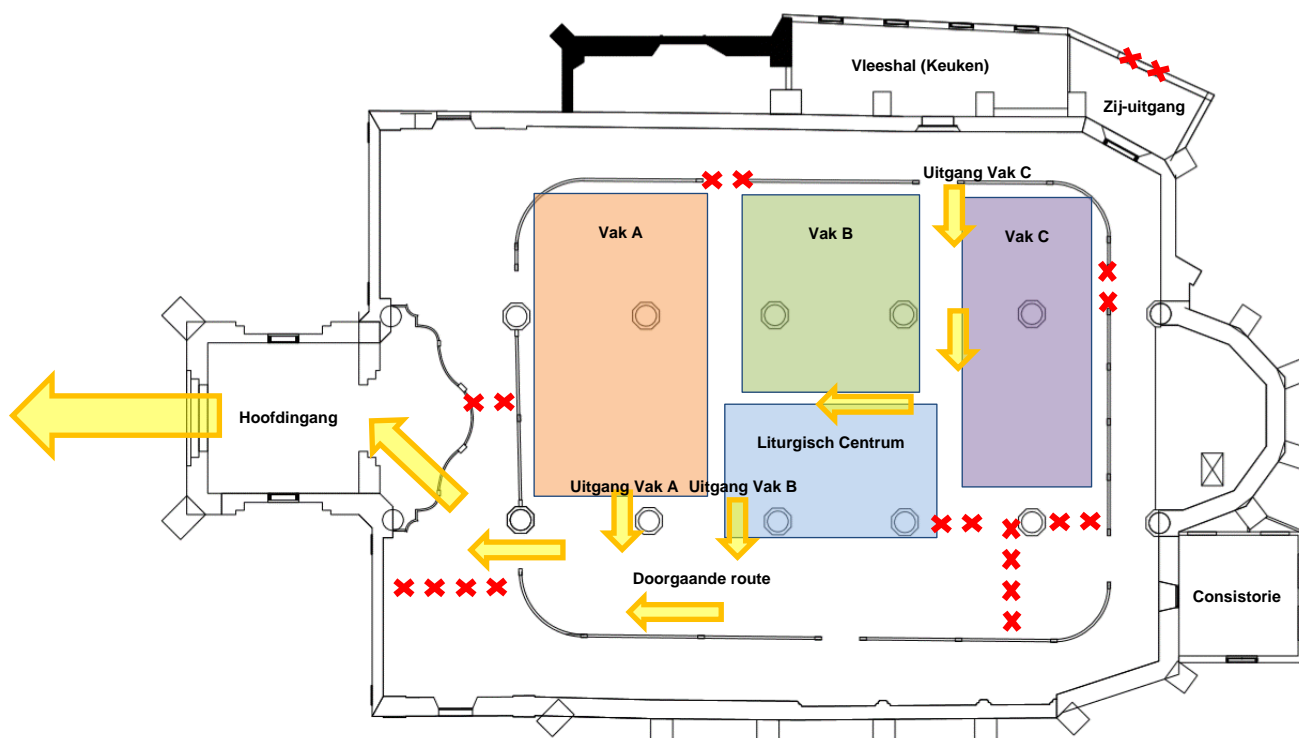 Vleeshal (Keuken)
Zij-uitgang
Uitgang Vak C
Vak A
Vak B
Vak C
Hoofdingang
Liturgisch Centrum
Uitgang Vak A
Uitgang Vak B
Doorgaande route
Consistorie